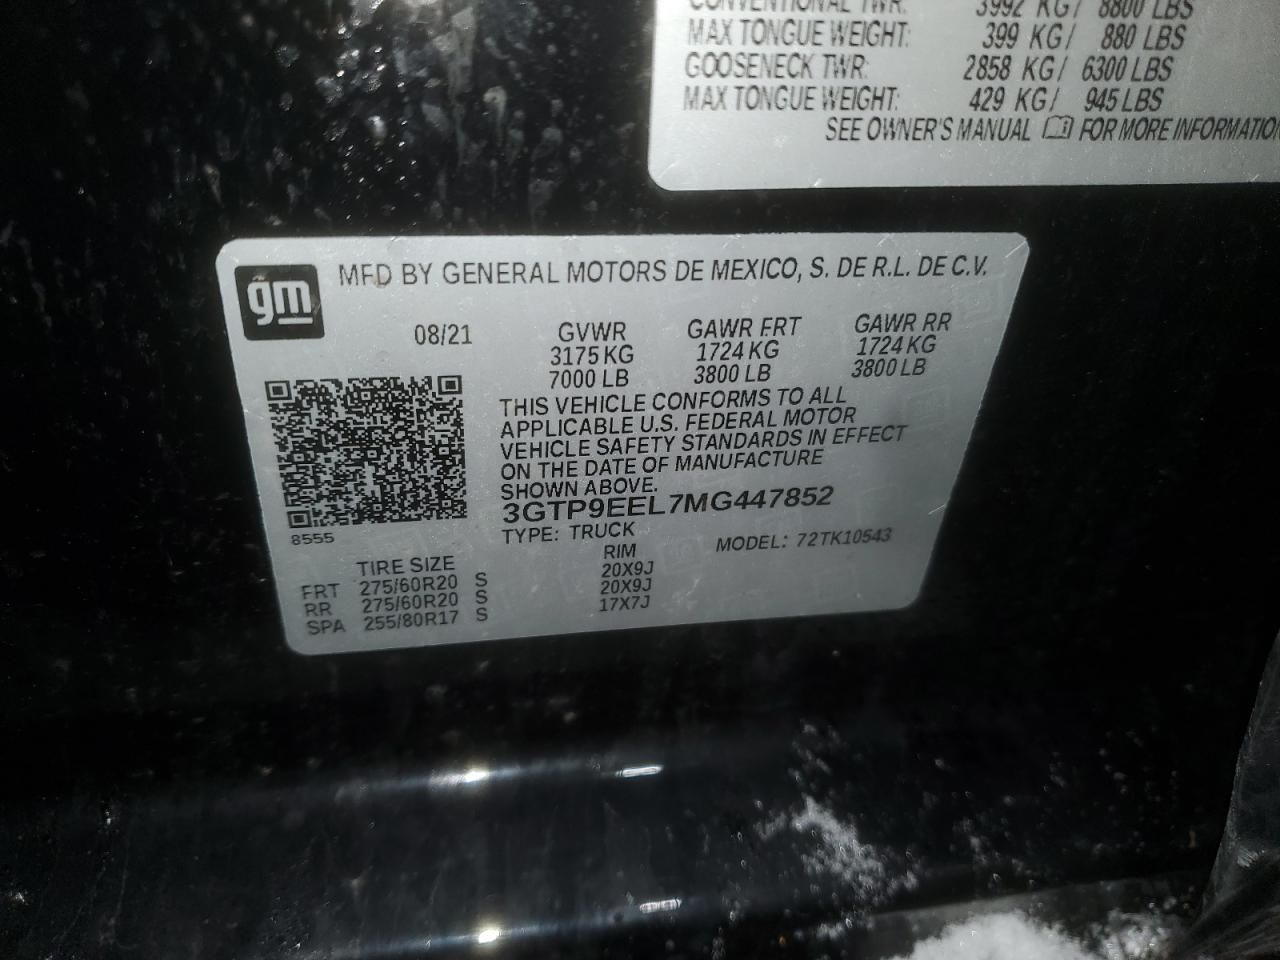 CONVENTIONAL TWR: 3992 KG/ 8800 LBS
MAX TONGUE WEIGHT: 399 KG/ 880 LBS
GOOSENECK TWR: 2858 KG/ 6300 LBS
MAX TONGUE WEIGHT: 429 KG/ 945 LBS
SEE OWNER'S MANUAL FOR MORE INFORMATION
gm
MFD BY GENERAL MOTORS DE MEXICO, S. DE R.L. DE C.V.
08/21 GVWR GAWR FRT GAWR RR
3175 KG 1724 KG 1724 KG
7000 LB 3800 LB 3800 LB
THIS VEHICLE CONFORMS TO ALL
APPLICABLE U.S. FEDERAL MOTOR
VEHICLE SAFETY STANDARDS IN EFFECT
ON THE DATE OF MANUFACTURE
SHOWN ABOVE.
3GTP9EEL7MG447852
8555
TYPE: TRUCK MODEL: 72TK10543
TIRE SIZE RIM
FRT 275/60R20 S 20X9J
RR 275/60R20 S 20X9J
SPA 255/80R17 S 17X7J